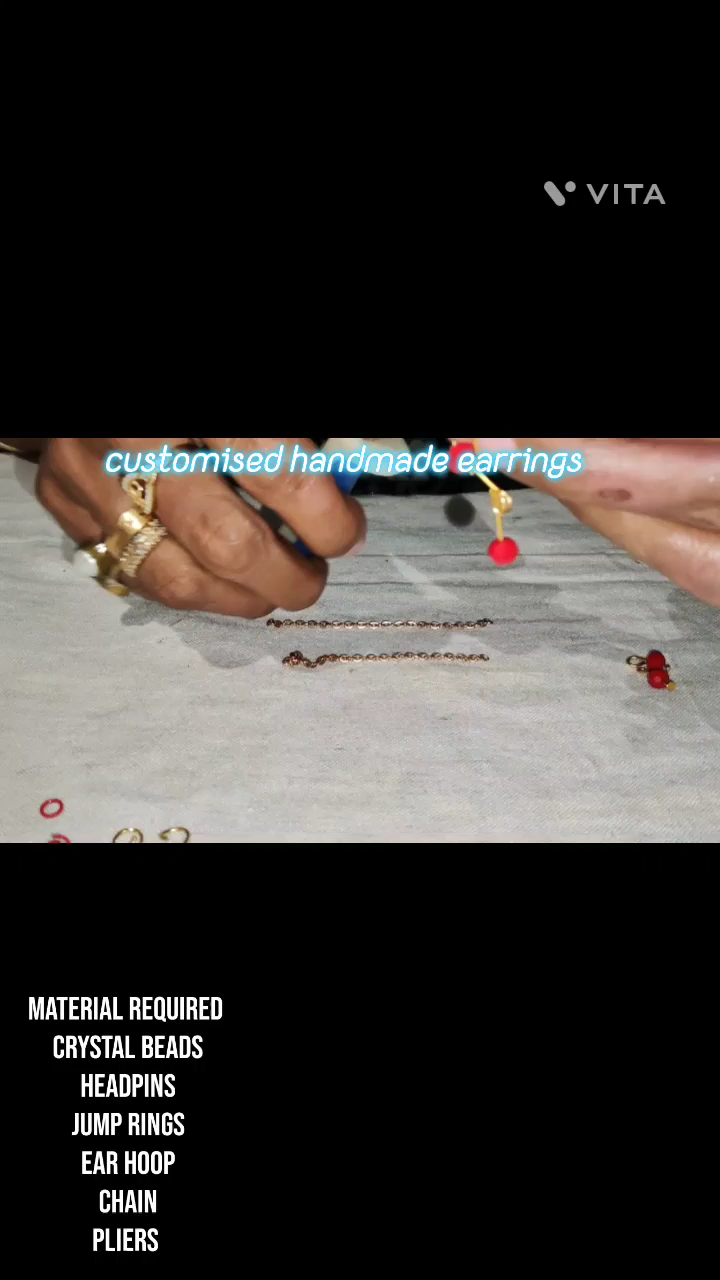 VITA
customised handmade earrings
MATERIAL REQUIRED
CRYSTAL BEADS
HEADPINS
JUMP RINGS
EAR HOOP
CHAIN
PLIERS